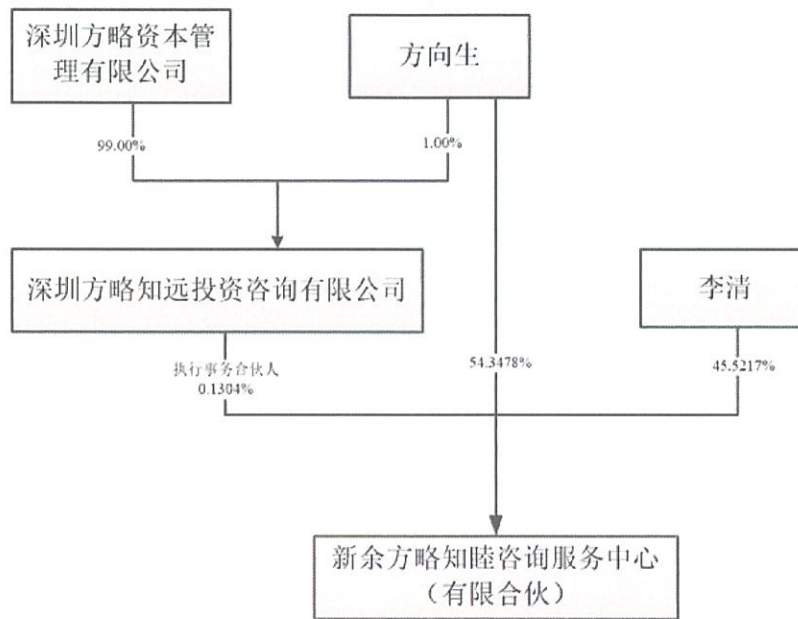 深圳方略资本管
理有限公司
方向生
99.00%
1.00%
深圳方略知远投资咨询有限公司
李清
执行事务合伙人
0.1304%
54.3478%
45.5217%
新余方略知睦咨询服务中心
（有限合伙）